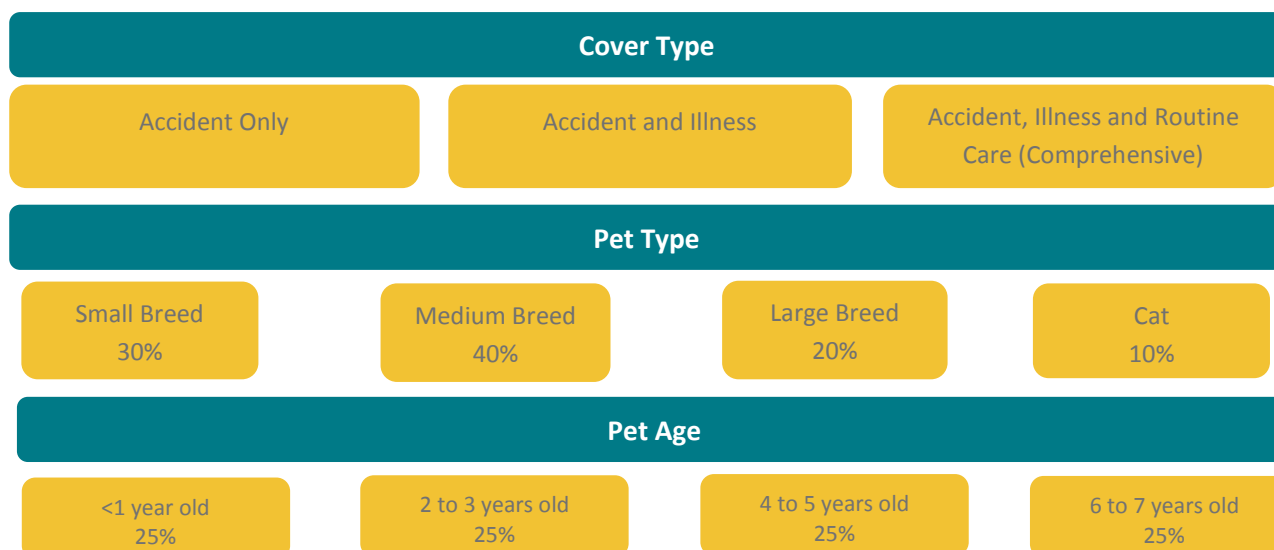 Cover Type
Accident Only
Accident and Illness
Accident, Illness and Routine
Care (Comprehensive)
Pet Type
Small Breed
30%
Medium Breed
40%
Large Breed
20%
Cat
10%
Pet Age
<1 year old
25%
2 to 3 years old
25%
4 to 5 years old
25%
6 to 7 years old
25%